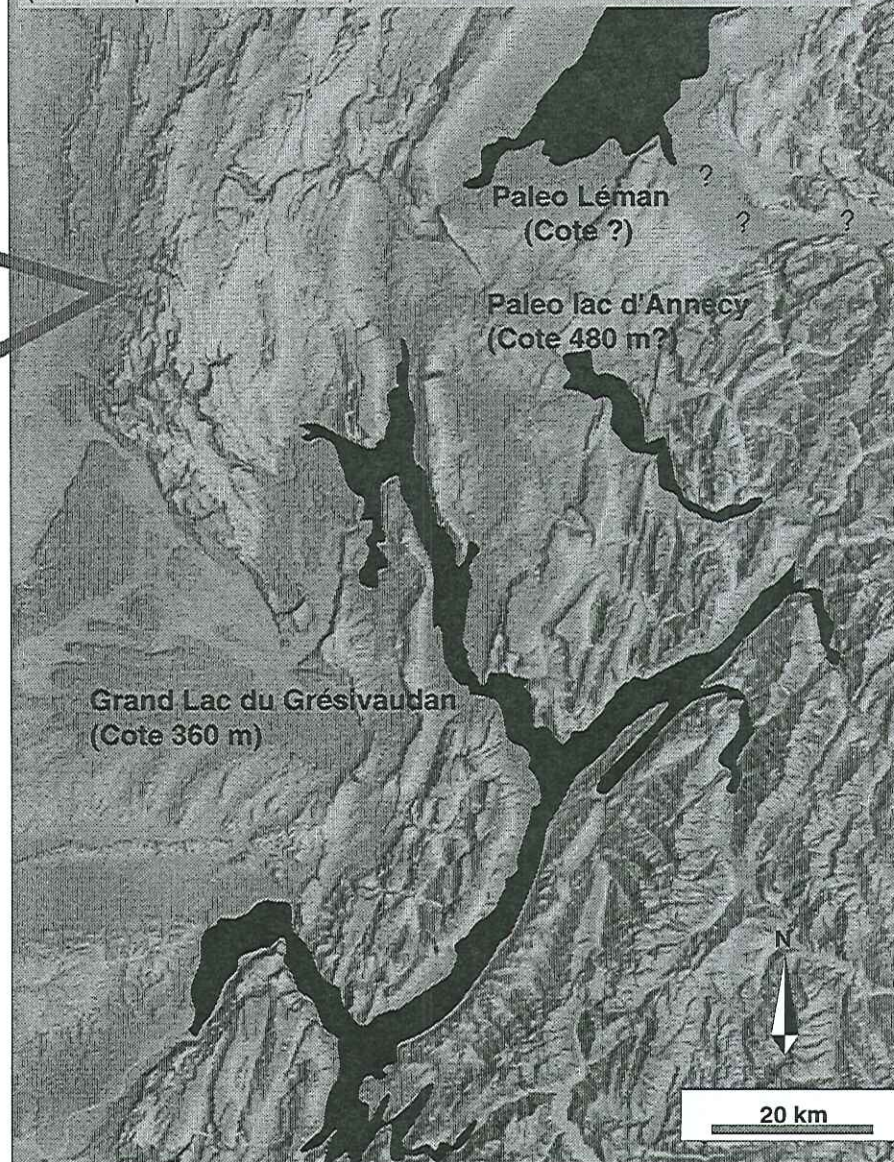 Paleo Léman
(Cote ?)
?
?
?
Paleo lac d'Annecy
(Cote 480 m?)
Grand Lac du Grésivaudan
(Cote 360 m)
N
20 km